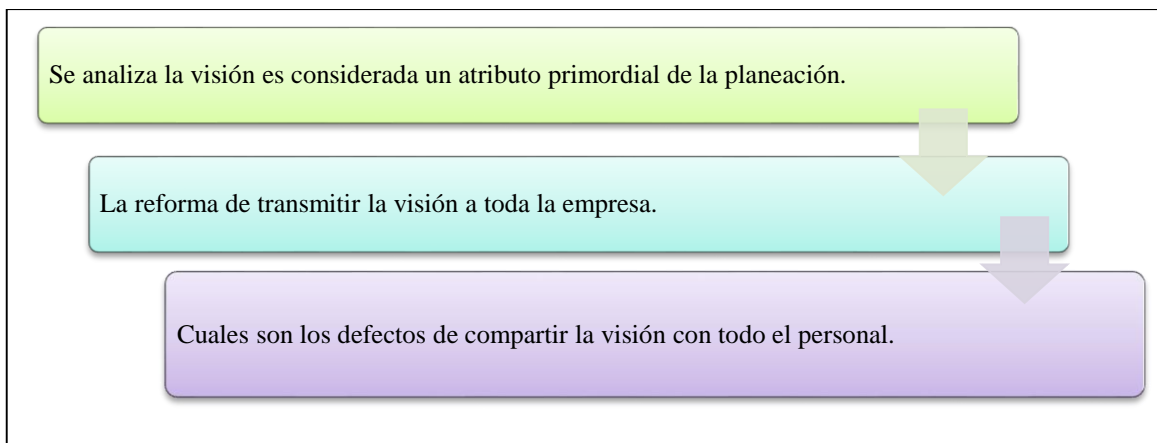 Se analiza la visión es considerada un atributo primordial de la planeación.
La reforma de transmitir la visión a toda la empresa.
Cuales son los defectos de compartir la visión con todo el personal.